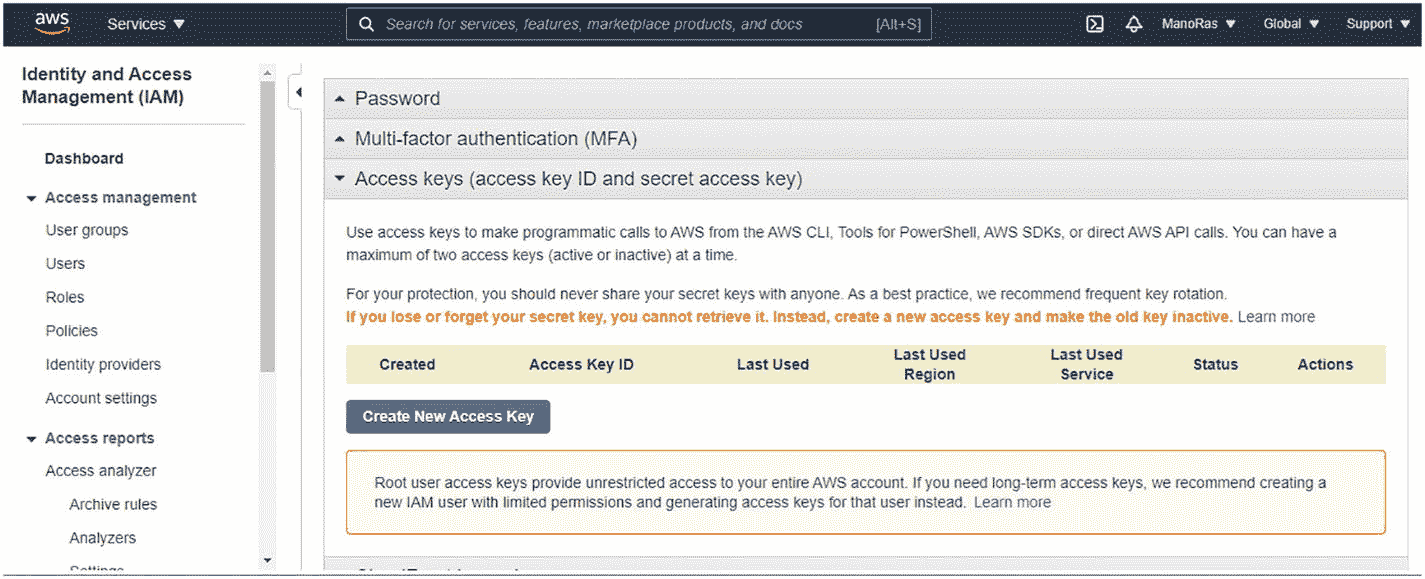 aws
Services
Search for services, features, marketplace products, and docs
[Alt+S]
ManoRas
Global
Support
Identity and Access
Management (IAM)
Dashboard
Access management
User groups
Users
Roles
Policies
Identity providers
Account settings
Access reports
Access analyzer
Archive rules
Analyzers
Settings
Password
Multi-factor authentication (MFA)
Access keys (access key ID and secret access key)
Use access keys to make programmatic calls to AWS from the AWS CLI, Tools for PowerShell, AWS SDKs, or direct AWS API calls. You can have a
maximum of two access keys (active or inactive) at a time.
For your protection, you should never share your secret keys with anyone. As a best practice, we recommend frequent key rotation.
If you lose or forget your secret key, you cannot retrieve it. Instead, create a new access key and make the old key inactive. Learn more
Created
Access Key ID
Last Used
Last Used
Region
Last Used
Service
Status
Actions
Create New Access Key
Root user access keys provide unrestricted access to your entire AWS account. If you need long-term access keys, we recommend creating a
new IAM user with limited permissions and generating access keys for that user instead. Learn more